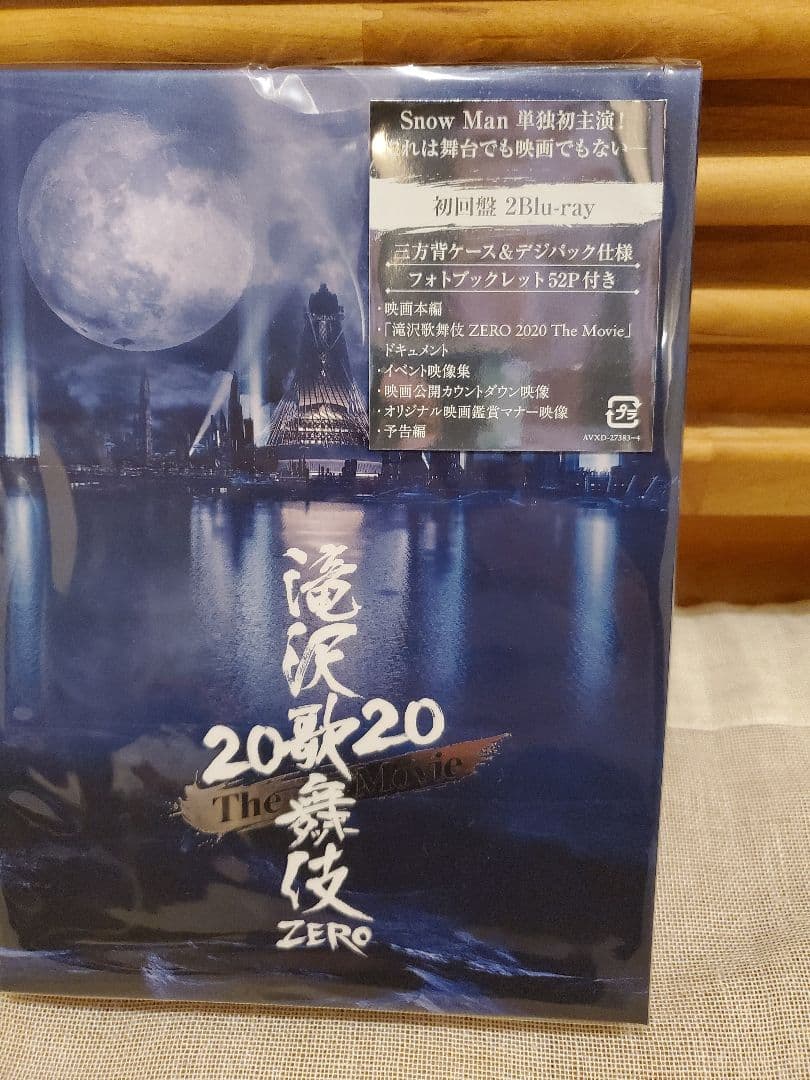 Snow Man 単独初主演!
れは舞台でも映画でもない―
初回盤 2Blu-ray
三方背ケース&デジパック仕様
フォトブックレット52P付き
・映画本編
・「滝沢歌舞伎 ZERO 2020 The Movie」
ドキュメント
・イベント映像集
・映画公開カウントダウン映像
・オリジナル映画鑑賞マナー映像
・予告編
プラ
AVXD-27383~4
滝沢歌舞伎
2020
The Movie
ZERO